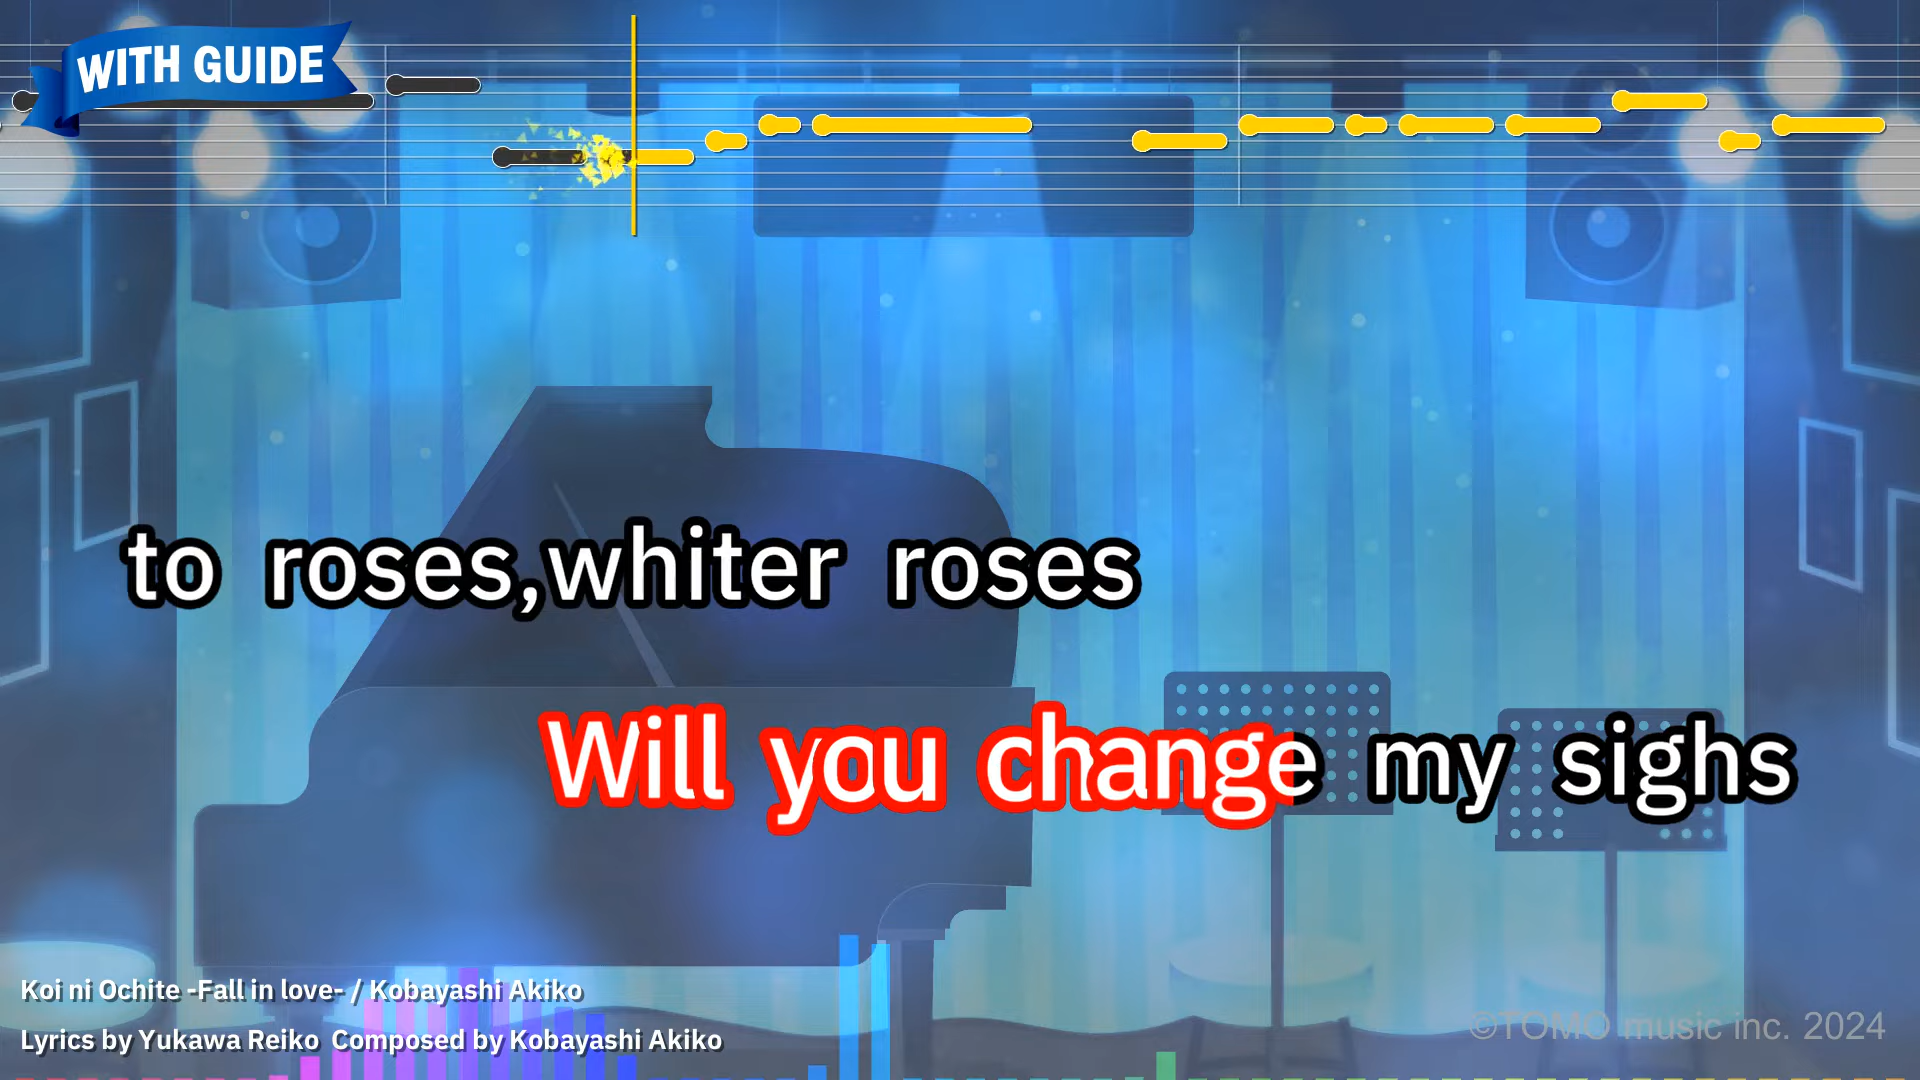 WITH GUIDE
to roses,whiter roses
Will you change my sighs
Koi ni Ochite -Fall in love- / Kobayashi Akiko
Lyrics by Yukawa Reiko Composed by Kobayashi Akiko
©TOMO music inc. 2024